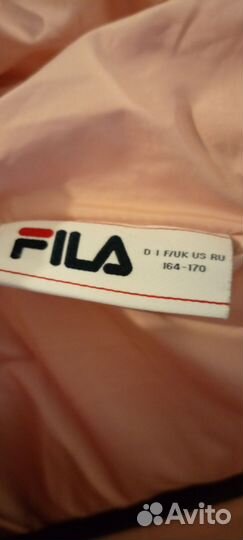 FILA
D I F/UK US RU
164-170
Avito